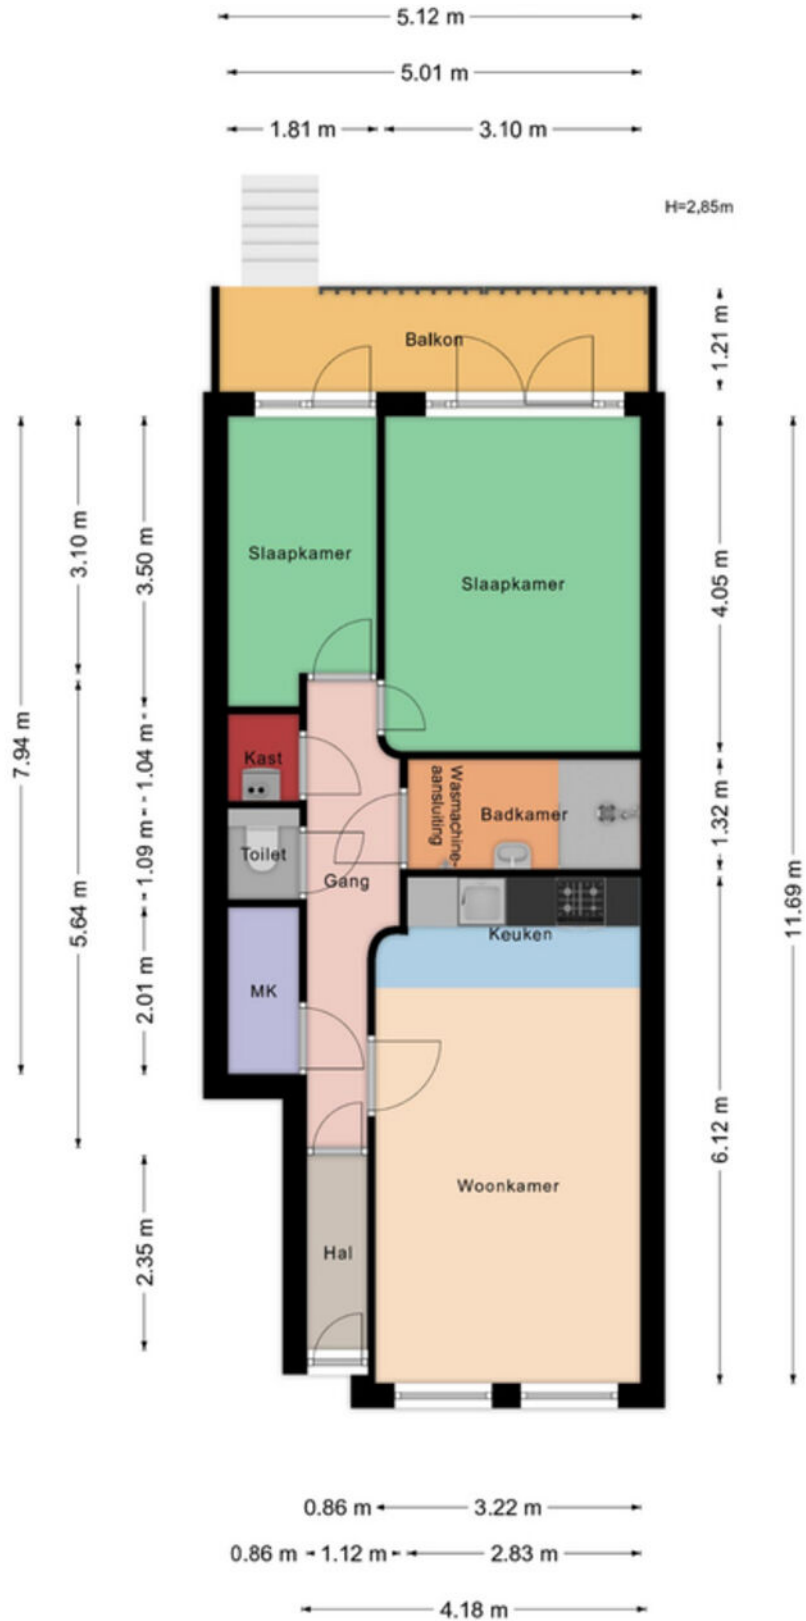 5.12 m
5.01 m
1.81 m
3.10 m
H=2,85m
Balkon
1.21 m
Slaapkamer
Slaapkamer
3.10 m
3.50 m
4.05 m
7.94 m
Kast
1.04 m
Wasmachine-
aansluiting
Badkamer
1.32 m
Toilet
1.09 m
Gang
5.64 m
11.69 m
Keuken
MK
2.01 m
6.12 m
Woonkamer
Hal
2.35 m
0.86 m
3.22 m
0.86 m
1.12 m
2.83 m
4.18 m